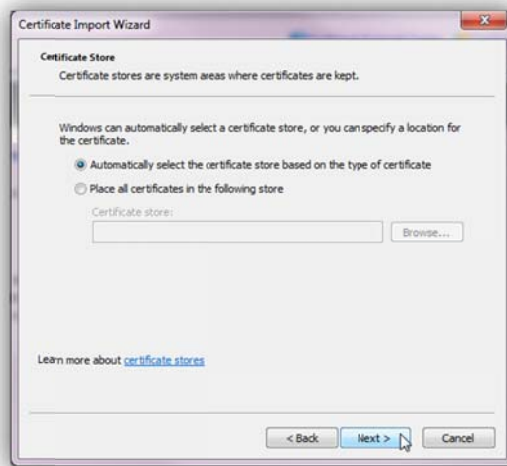 Certificate Import Wizard
Certificate Store
Certificate stores are system areas where certificates are kept.
Windows can automatically select a certificate store, or you can specify a location for
the certificate.
Automatically select the certificate store based on the type of certificate
Place all certificates in the following store
Certificate store:
Browse...
Learn more about certificate stores
< Back Next > Cancel